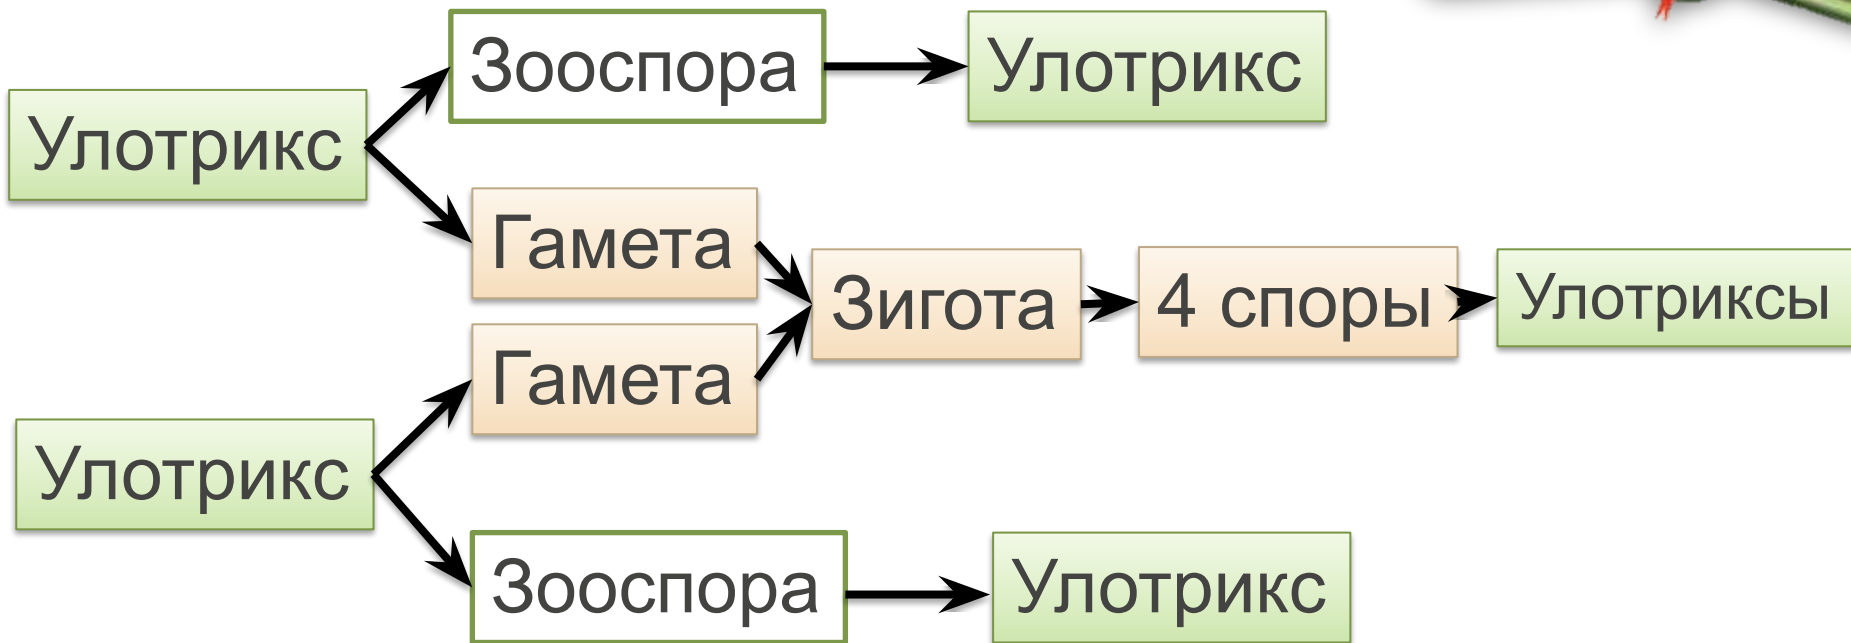 Зооспора
Улотрикс
Улотрикс
Гамета
Зигота
4 споры
Улотриксы
Гамета
Улотрикс
Зооспора
Улотрикс